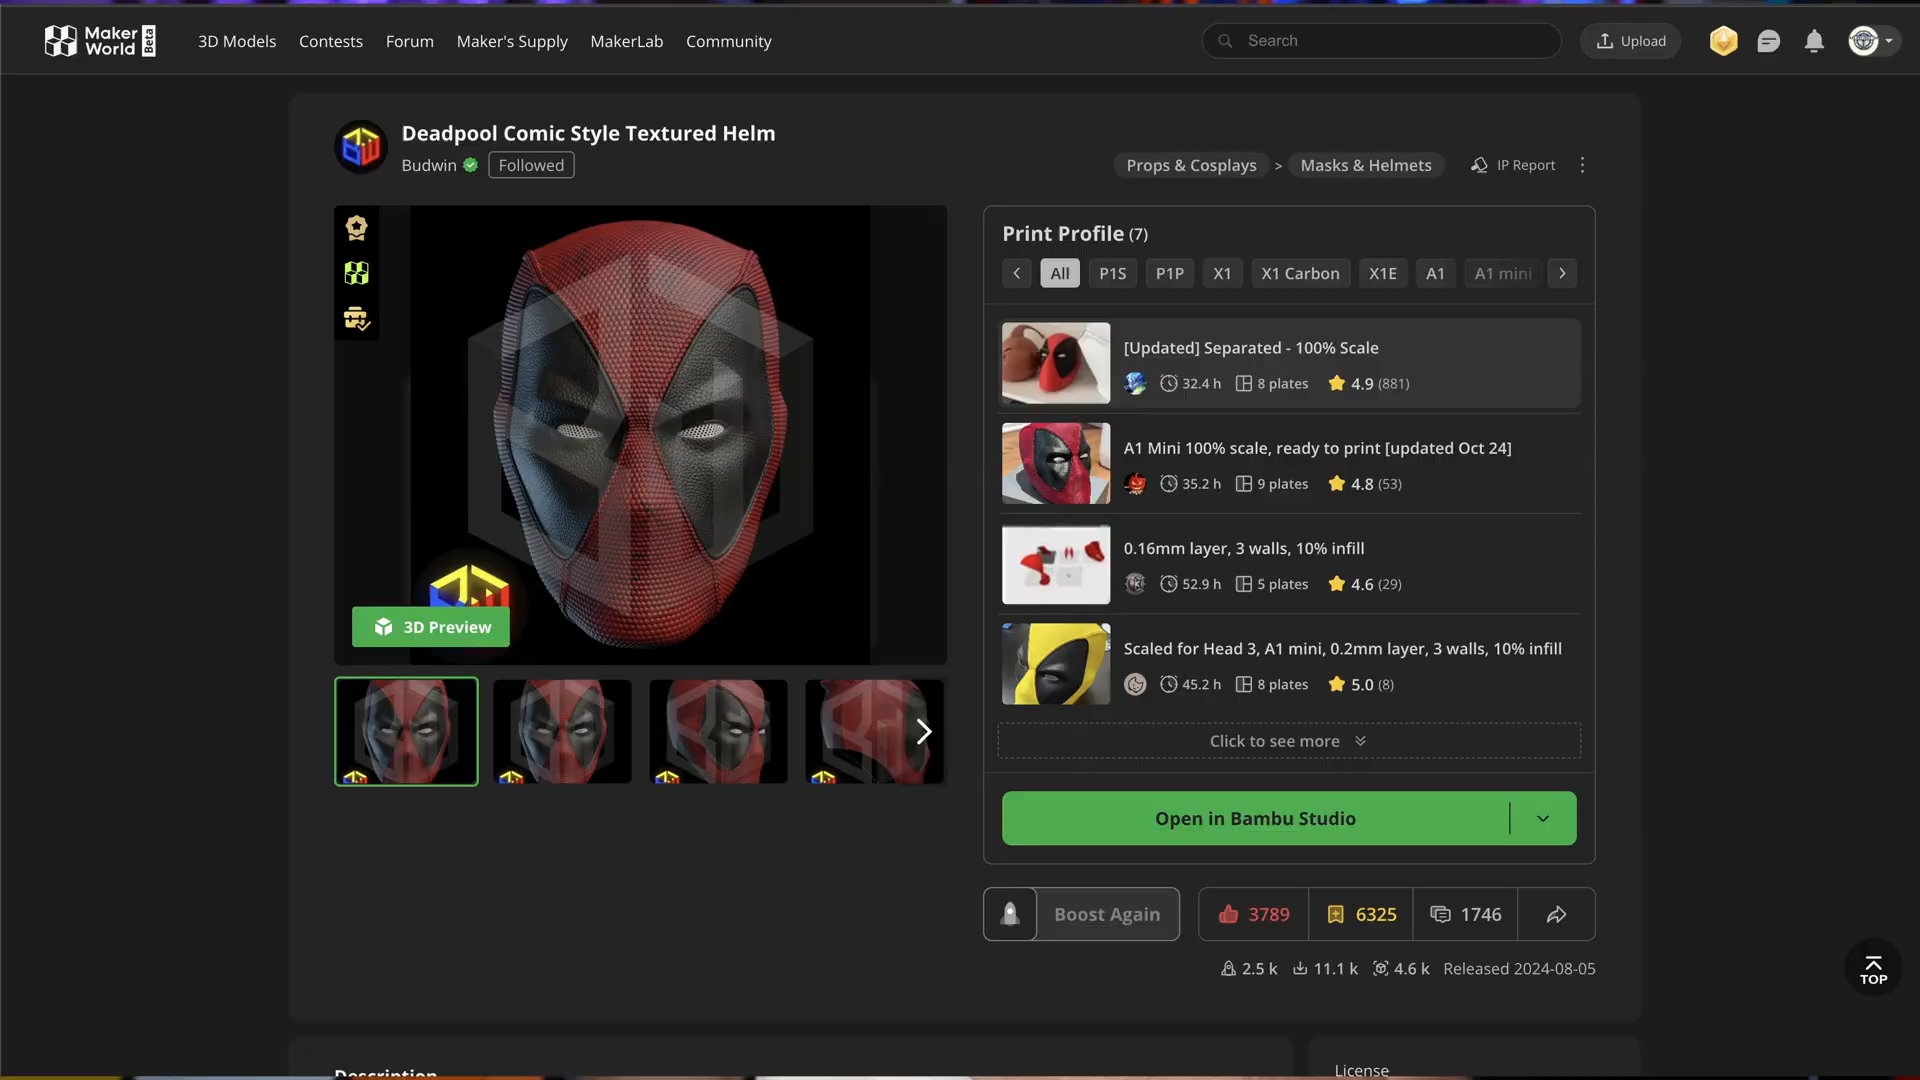 Maker World Beta
3D Models
Contests
Forum
Maker's Supply
MakerLab
Community
Search
Upload
Deadpool Comic Style Textured Helm
Budwin
Followed
Props & Cosplays > Masks & Helmets
IP Report
Print Profile (7)
All
P1S
P1P
X1
X1 Carbon
X1E
A1
A1 mini
[Updated] Separated - 100% Scale
32.4 h 8 plates 4.9 (881)
A1 Mini 100% scale, ready to print [updated Oct 24]
35.2 h 9 plates 4.8 (53)
0.16mm layer, 3 walls, 10% infill
52.9 h 5 plates 4.6 (29)
Scaled for Head 3, A1 mini, 0.2mm layer, 3 walls, 10% infill
45.2 h 8 plates 5.0 (8)
Click to see more
3D Preview
Open in Bambu Studio
Boost Again
3789
6325
1746
2.5 k 11.1 k 4.6 k Released 2024-08-05
TOP
Description
License